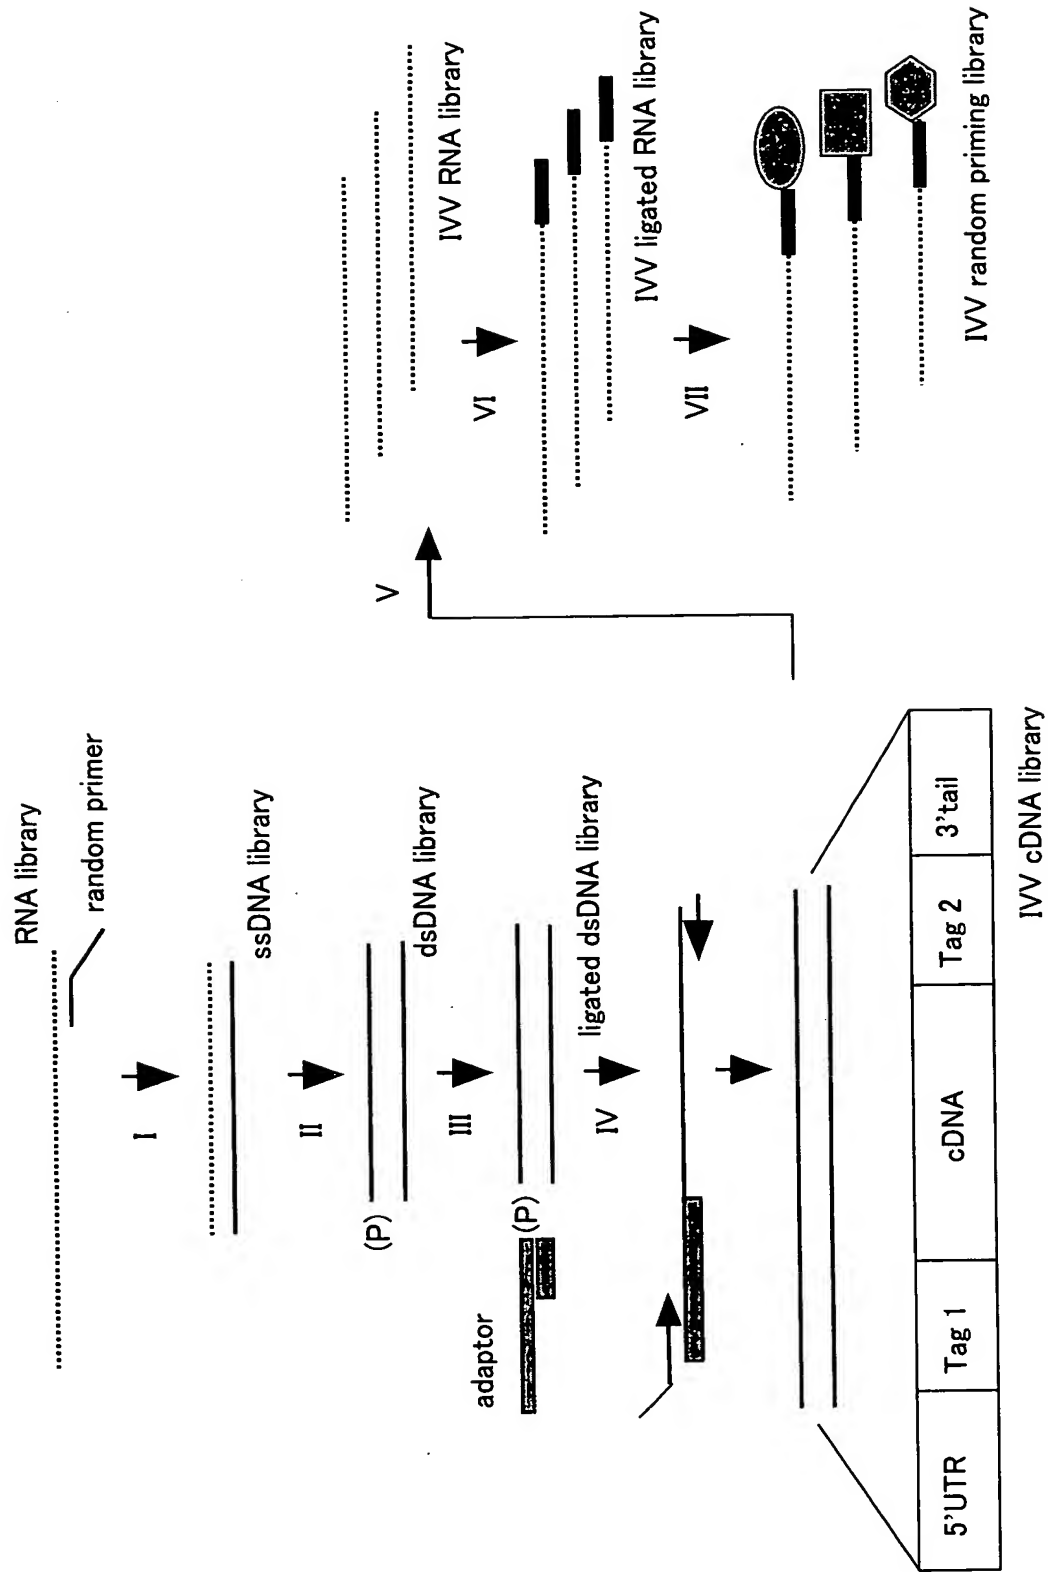 RNA library
random primer
I
ssDNA library
II
(P)
dsDNA library
III
adaptor
(P)
ligated dsDNA library
IV
5'UTR
Tag 1
cDNA
Tag 2
3'tail
IVV cDNA library
V
IVV RNA library
VI
IVV ligated RNA library
VII
IVV random priming library